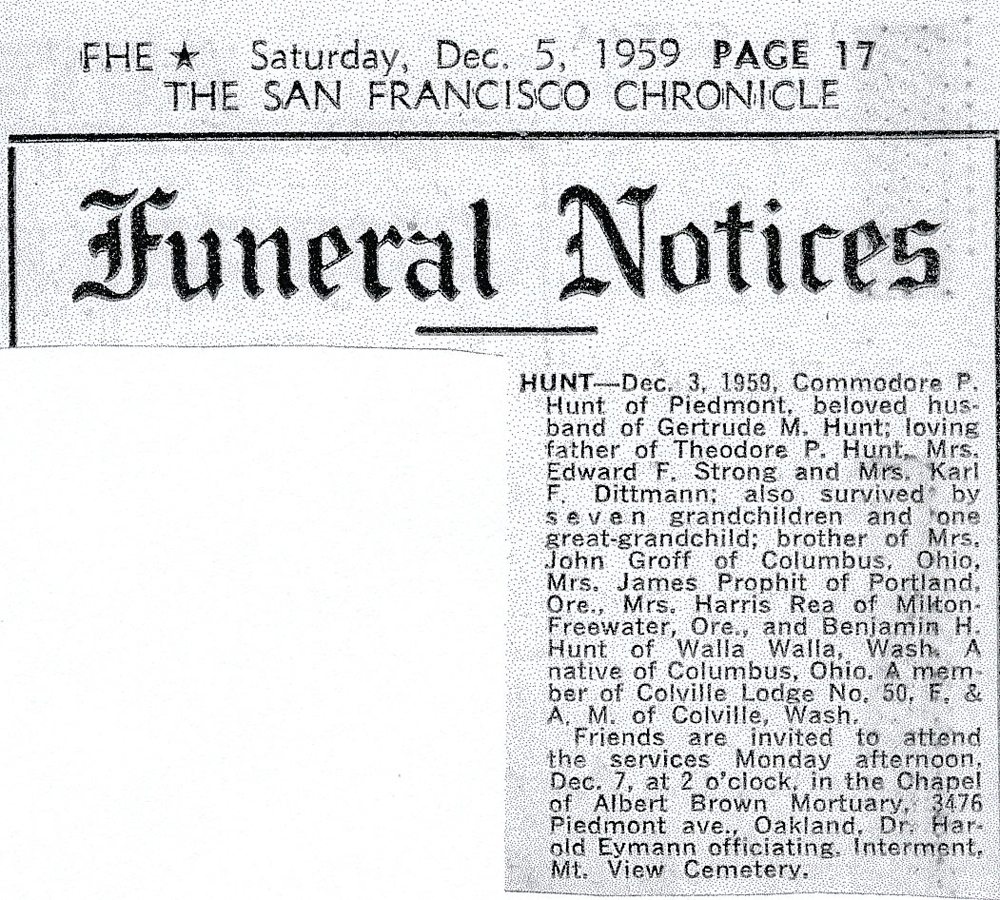 FHE ★ Saturday, Dec. 5, 1959 PAGE 17
THE SAN FRANCISCO CHRONICLE
Funeral Notices
HUNT—Dec. 3, 1959, Commodore P.
Hunt of Piedmont, beloved hus-
band of Gertrude M. Hunt; loving
father of Theodore P. Hunt, Mrs.
Edward F. Strong and Mrs. Karl
F. Dittmann; also survived by
seven grandchildren and one
great-grandchild; brother of Mrs.
John Groff of Columbus, Ohio,
Mrs. James Prophit of Portland,
Ore., Mrs. Harris Rea of Milton-
Freewater, Ore., and Benjamin H.
Hunt of Walla Walla, Wash. A
native of Columbus, Ohio. A mem-
ber of Colville Lodge No. 50, F. &
A. M. of Colville, Wash.
Friends are invited to attend
the services Monday afternoon,
Dec. 7, at 2 o'clock, in the Chapel
of Albert Brown Mortuary, 3476
Piedmont ave., Oakland, Dr. Har-
old Eymann officiating. Interment,
Mt. View Cemetery.